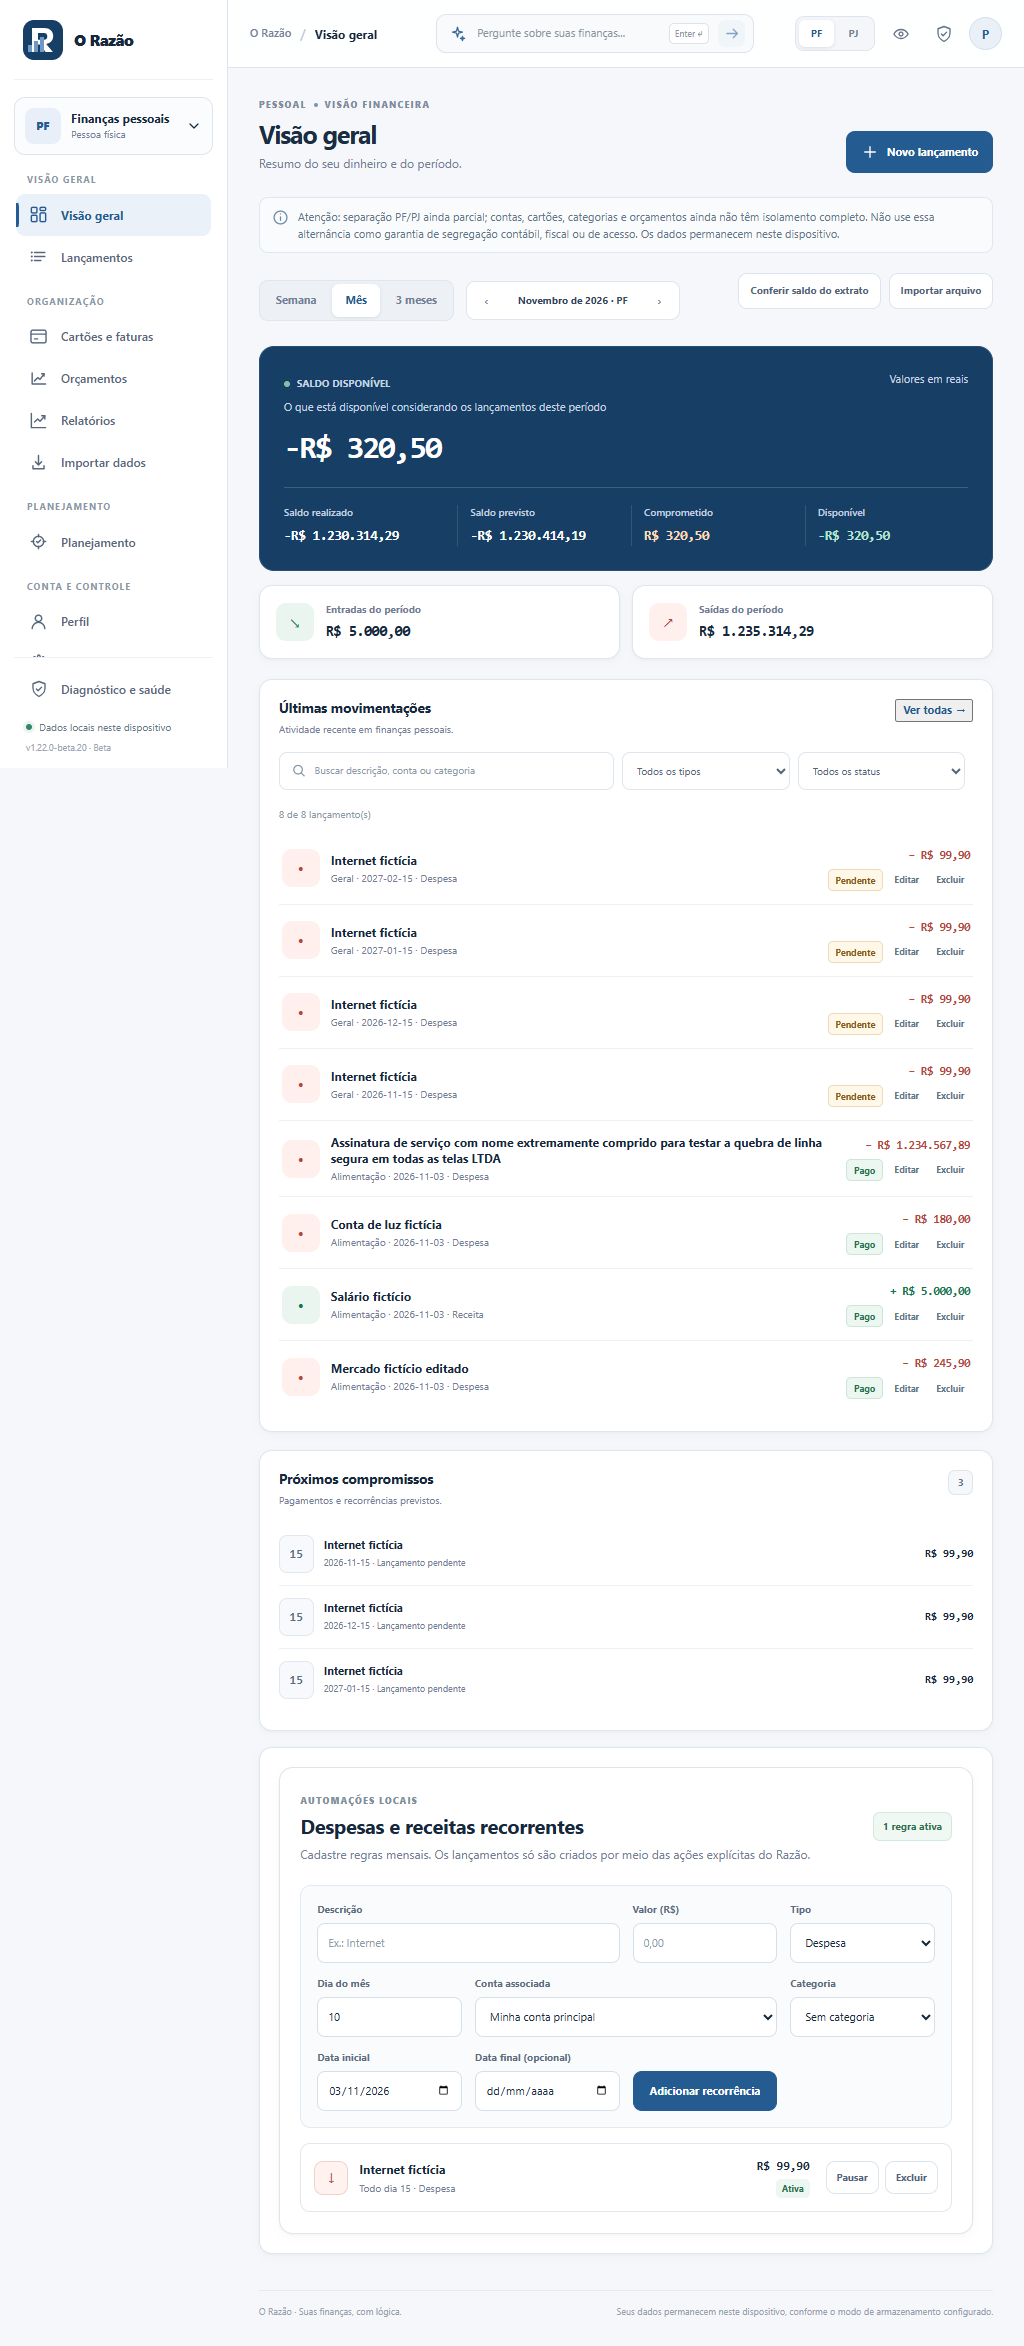 O Razão
PF
Finanças pessoais
Pessoa física
VISÃO GERAL
Visão geral
Lançamentos
ORGANIZAÇÃO
Cartões e faturas
Orçamentos
Relatórios
Importar dados
PLANEJAMENTO
Planejamento
CONTA E CONTROLE
Perfil
Diagnóstico e saúde
Dados locais neste dispositivo
v1.22.0-beta.20 · Beta
O Razão / Visão geral
Pergunte sobre suas finanças...
Enter ↲
PF
PJ
P
PESSOAL • VISÃO FINANCEIRA
Visão geral
Resumo do seu dinheiro e do período.
Novo lançamento
Atenção: separação PF/PJ ainda parcial; contas, cartões, categorias e orçamentos ainda não têm isolamento completo. Não use essa
alternância como garantia de segregação contábil, fiscal ou de acesso. Os dados permanecem neste dispositivo.
Semana
Mês
3 meses
‹
Novembro de 2026 · PF
›
Conferir saldo do extrato
Importar arquivo
SALDO DISPONÍVEL
Valores em reais
O que está disponível considerando os lançamentos deste período
-R$ 320,50
Saldo realizado
-R$ 1.230.314,29
Saldo previsto
-R$ 1.230.414,19
Comprometido
R$ 320,50
Disponível
-R$ 320,50
Entradas do período
R$ 5.000,00
Saídas do período
R$ 1.235.314,29
Últimas movimentações
Atividade recente em finanças pessoais.
Ver todas →
Buscar descrição, conta ou categoria
Todos os tipos
Todos os status
8 de 8 lançamento(s)
Internet fictícia
Geral · 2027-02-15 · Despesa
− R$ 99,90
Pendente Editar Excluir
Internet fictícia
Geral · 2027-01-15 · Despesa
− R$ 99,90
Pendente Editar Excluir
Internet fictícia
Geral · 2026-12-15 · Despesa
− R$ 99,90
Pendente Editar Excluir
Internet fictícia
Geral · 2026-11-15 · Despesa
− R$ 99,90
Pendente Editar Excluir
Assinatura de serviço com nome extremamente comprido para testar a quebra de linha
segura em todas as telas LTDA
Alimentação · 2026-11-03 · Despesa
− R$ 1.234.567,89
Pago Editar Excluir
Conta de luz fictícia
Alimentação · 2026-11-03 · Despesa
− R$ 180,00
Pago Editar Excluir
Salário fictício
Alimentação · 2026-11-03 · Receita
+ R$ 5.000,00
Pago Editar Excluir
Mercado fictício editado
Alimentação · 2026-11-03 · Despesa
− R$ 245,90
Pago Editar Excluir
Próximos compromissos
Pagamentos e recorrências previstos.
3
15
Internet fictícia
2026-11-15 · Lançamento pendente
R$ 99,90
15
Internet fictícia
2026-12-15 · Lançamento pendente
R$ 99,90
15
Internet fictícia
2027-01-15 · Lançamento pendente
R$ 99,90
AUTOMAÇÕES LOCAIS
Despesas e receitas recorrentes
Cadastre regras mensais. Os lançamentos só são criados por meio das ações explícitas do Razão.
1 regra ativa
Descrição
Ex.: Internet
Valor (R$)
0,00
Tipo
Despesa
Dia do mês
10
Conta associada
Minha conta principal
Categoria
Sem categoria
Data inicial
03/11/2026
Data final (opcional)
dd/mm/aaaa
Adicionar recorrência
↓
Internet fictícia
Todo dia 15 · Despesa
R$ 99,90
Ativa
Pausar
Excluir
O Razão · Suas finanças, com lógica.
Seus dados permanecem neste dispositivo, conforme o modo de armazenamento configurado.